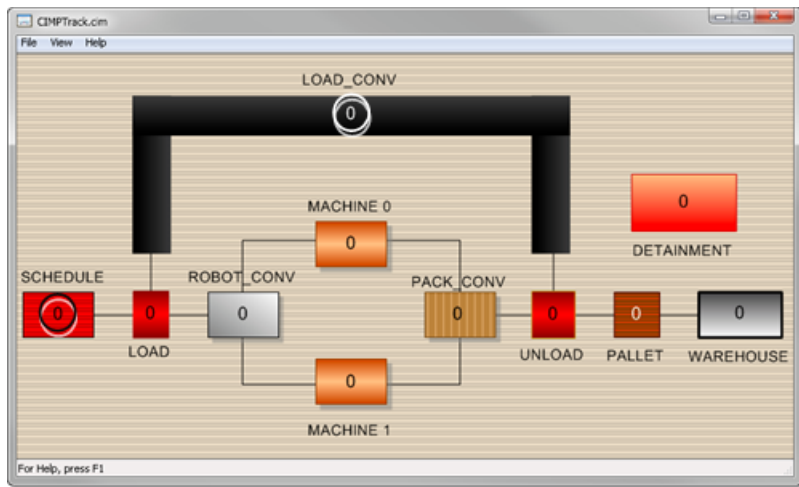 CIMPTrack.cim
File View Help
LOAD_CONV
0
MACHINE 0
0
0
DETAINMENT
SCHEDULE
ROBOT_CONV
PACK_CONV
0 0 0 0 0 0 0
LOAD
UNLOAD
PALLET
WAREHOUSE
0
MACHINE 1
For Help, press F1